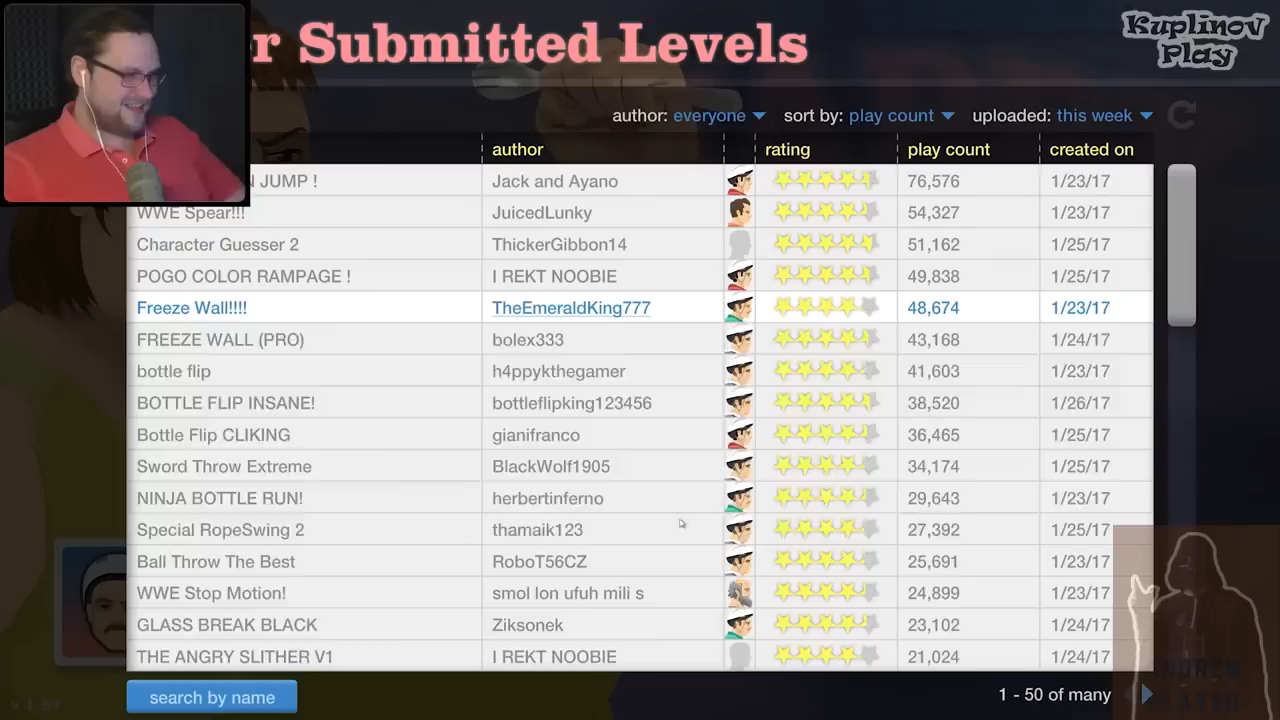 r Submitted Levels
Kuplinov
Play
author: everyone sort by: play count uploaded: this week
author rating play count created on
N JUMP ! Jack and Ayano 76,576 1/23/17
WWE Spear!!! JuicedLunky 54,327 1/23/17
Character Guesser 2 ThickerGibbon14 51,162 1/25/17
POGO COLOR RAMPAGE ! I REKT NOOBIE 49,838 1/25/17
Freeze Wall!!!! TheEmeraldKing777 48,674 1/23/17
FREEZE WALL (PRO) bolex333 43,168 1/24/17
bottle flip h4ppykthegamer 41,603 1/23/17
BOTTLE FLIP INSANE! bottleflipking123456 38,520 1/26/17
Bottle Flip CLIKING gianifranco 36,465 1/25/17
Sword Throw Extreme BlackWolf1905 34,174 1/25/17
NINJA BOTTLE RUN! herbertinferno 29,643 1/23/17
Special RopeSwing 2 thamaik123 27,392 1/25/17
Ball Throw The Best RoboT56CZ 25,691 1/23/17
WWE Stop Motion! smol lon ufuh mili s 24,899 1/23/17
GLASS BREAK BLACK Ziksonek 23,102 1/24/17
THE ANGRY SLITHER V1 I REKT NOOBIE 21,024 1/24/17
search by name
1 - 50 of many